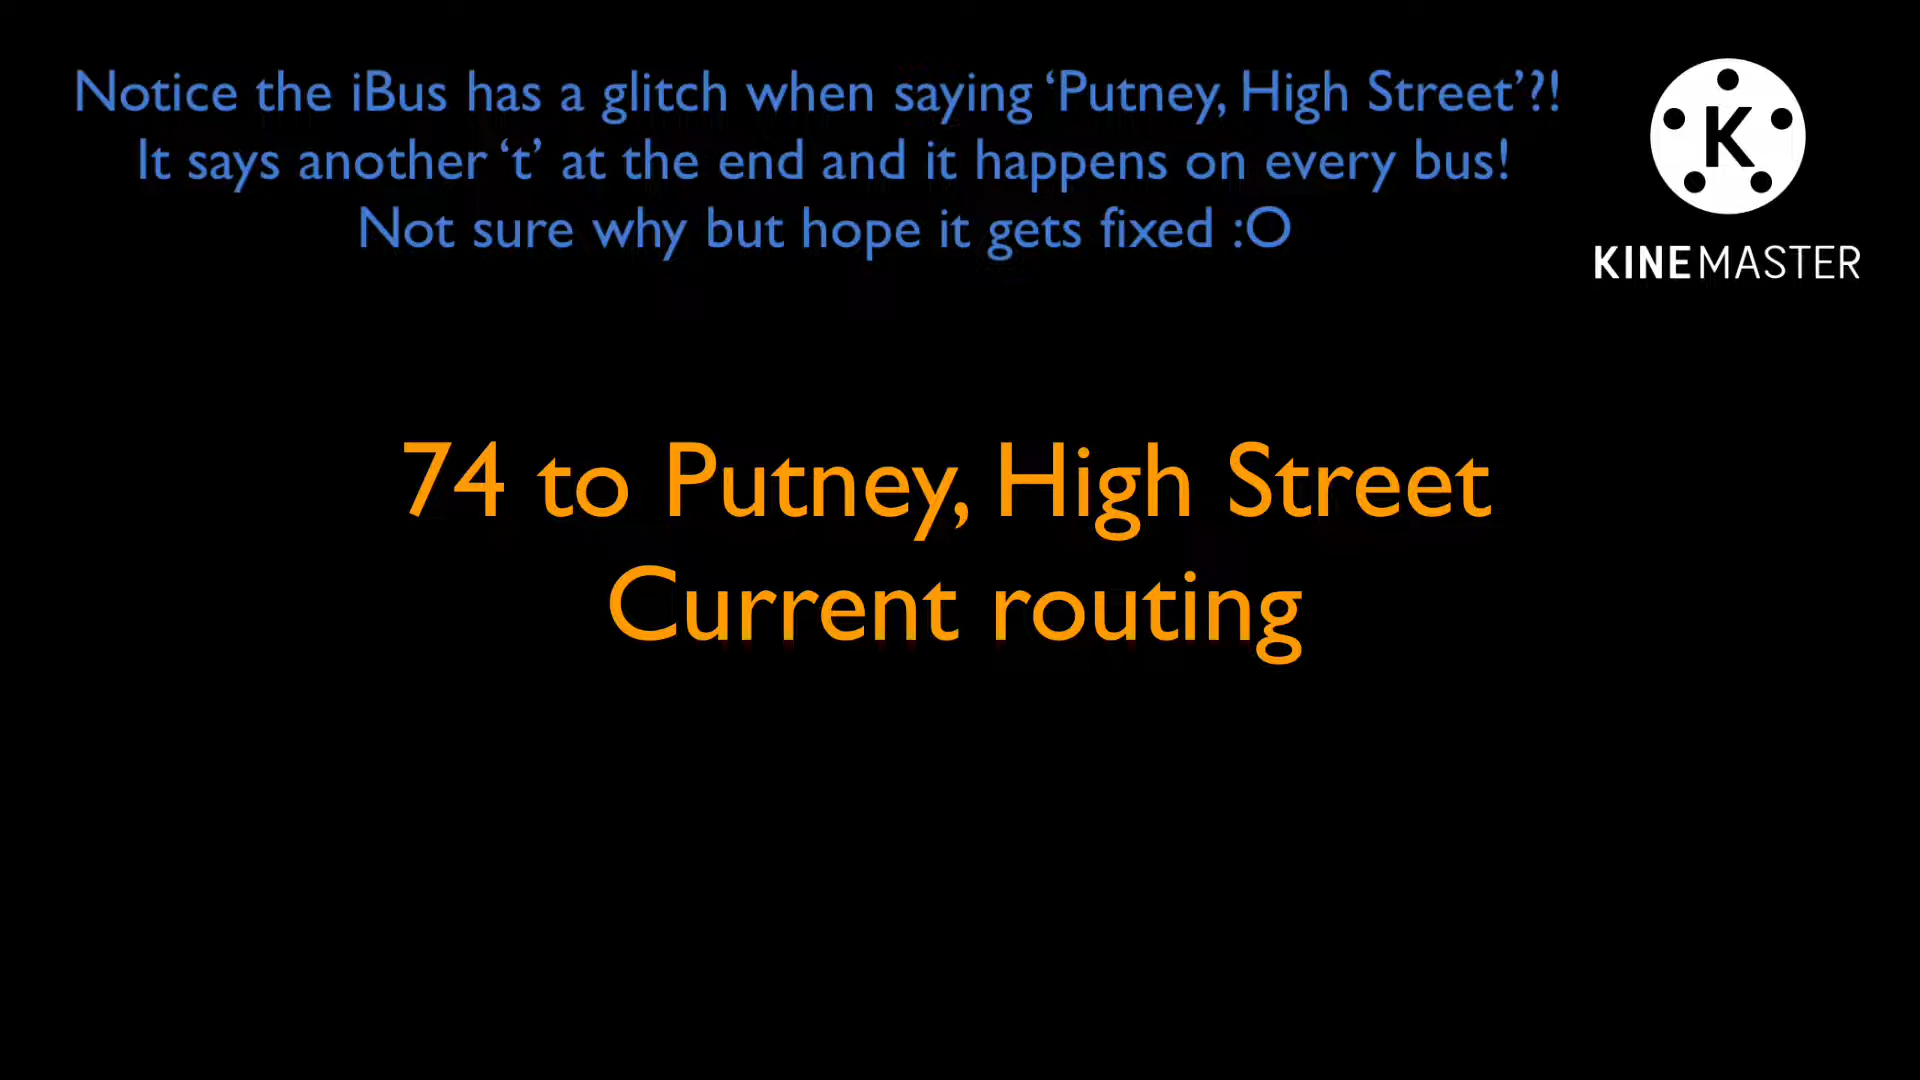 Notice the iBus has a glitch when saying ‘Putney, High Street’?!
It says another ‘t’ at the end and it happens on every bus!
Not sure why but hope it gets fixed :O
K
KINEMASTER
74 to Putney, High Street
Current routing